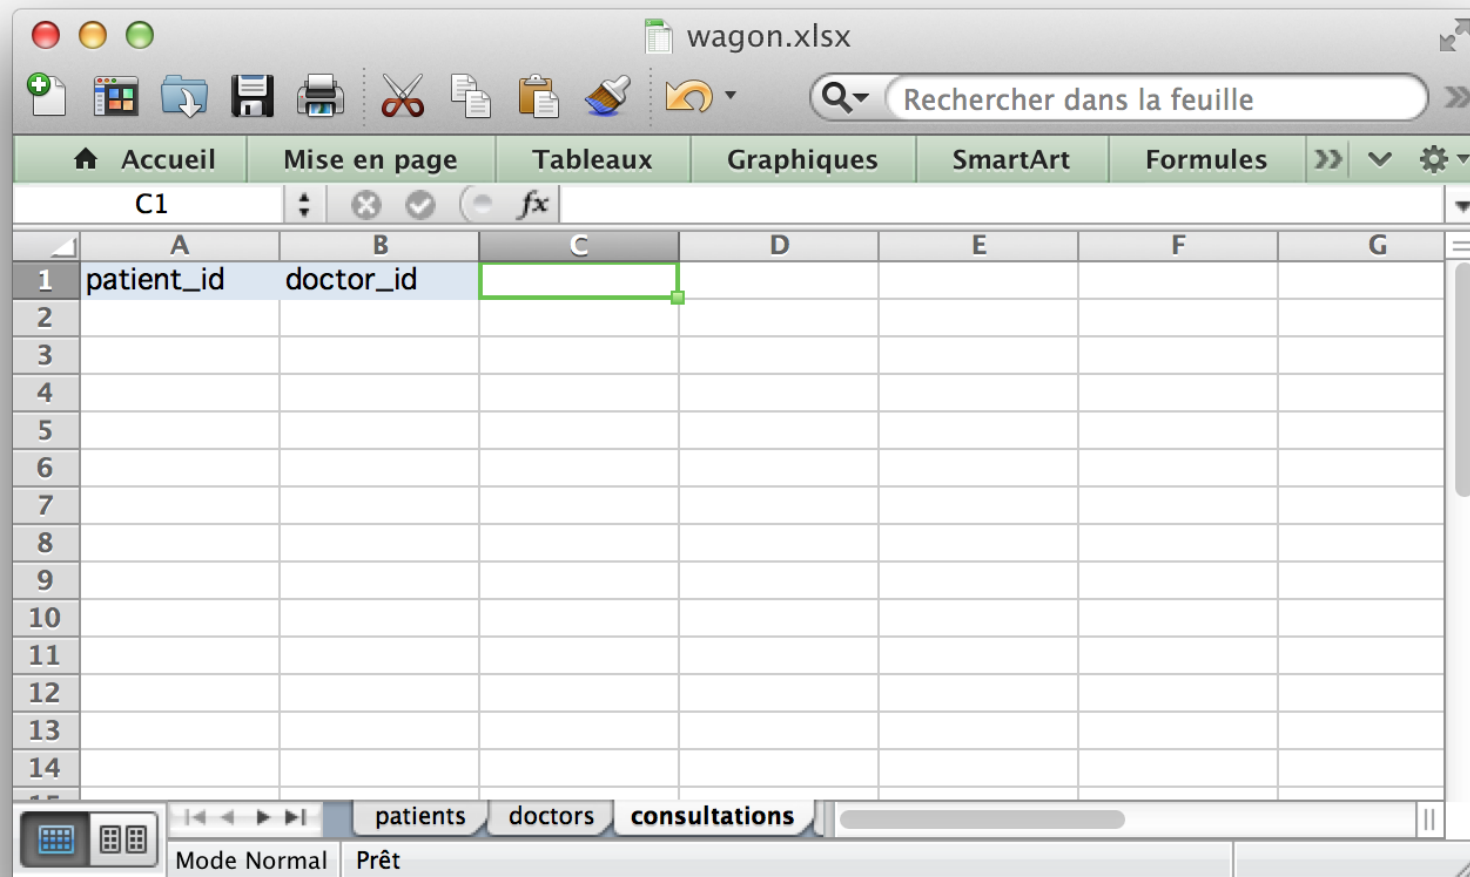 wagon.xlsx
Rechercher dans la feuille
Accueil Mise en page Tableaux Graphiques SmartArt Formules
C1 fx
A B C D E F G
1 patient_id doctor_id
2
3
4
5
6
7
8
9
10
11
12
13
14
patients doctors consultations
Mode Normal Prêt